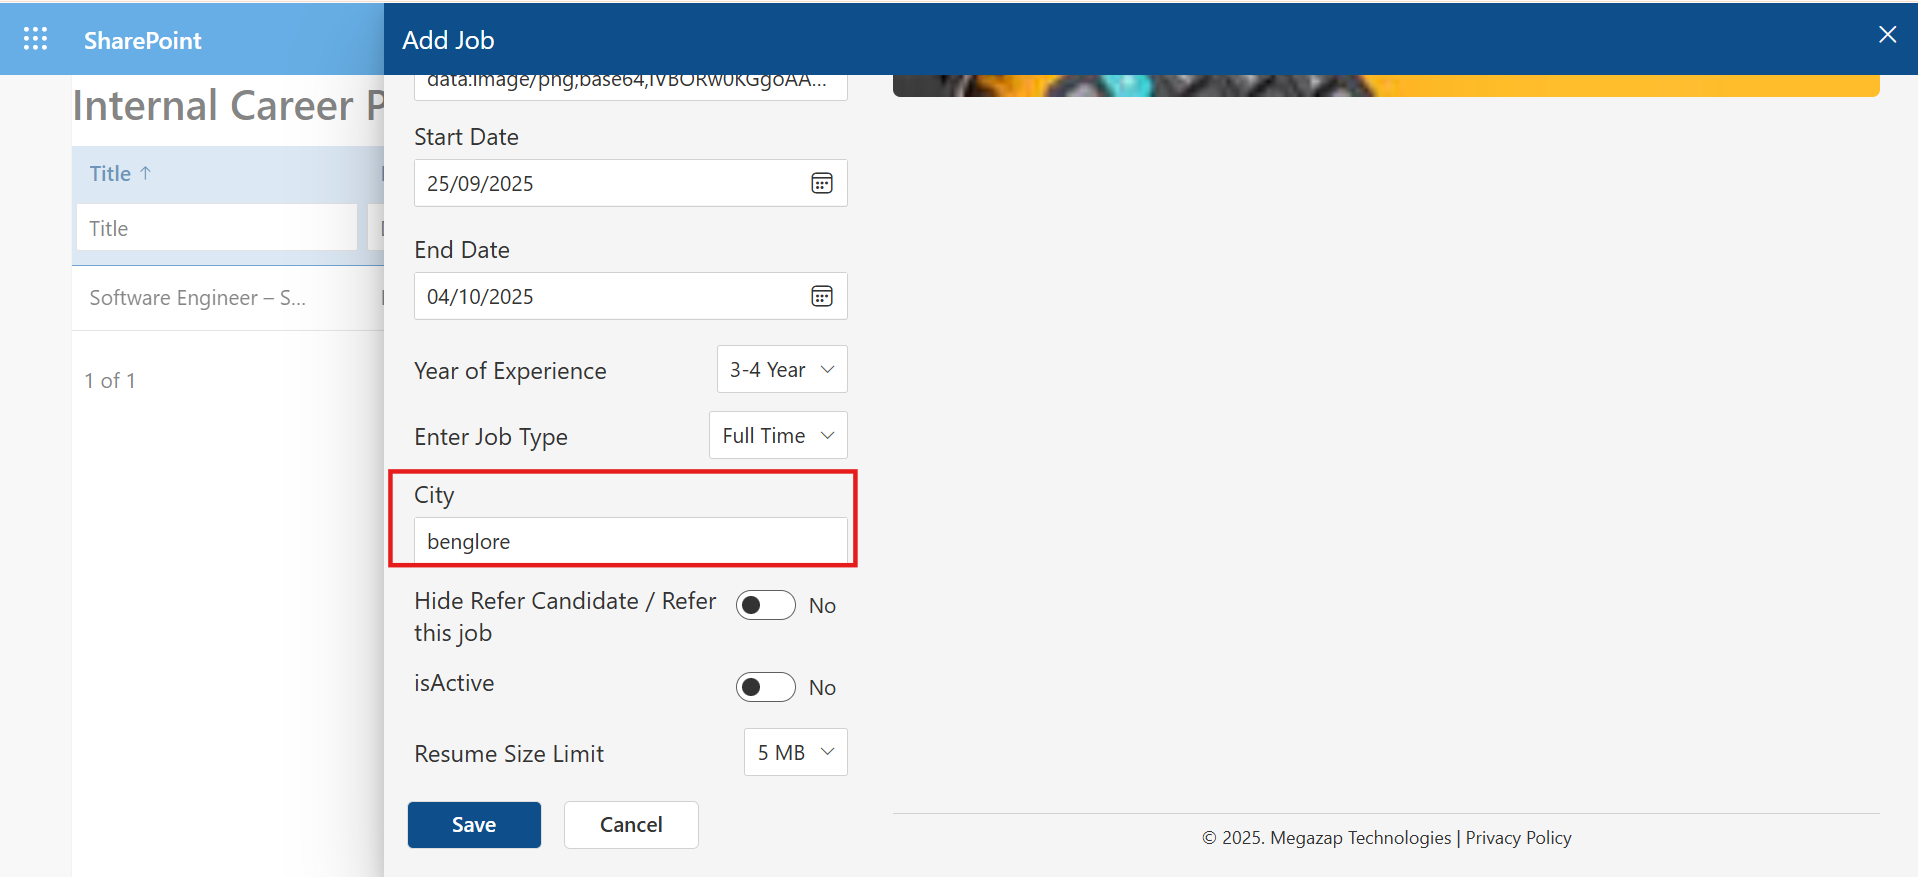 SharePoint
Add Job
Internal Career P
Title ↑
Title
Software Engineer – S...
1 of 1
data:image/png;base64,iVBORw0KGgoAA...
Start Date
25/09/2025
End Date
04/10/2025
Year of Experience
3-4 Year
Enter Job Type
Full Time
City
benglore
Hide Refer Candidate / Refer
this job
No
isActive
No
Resume Size Limit
5 MB
Save
Cancel
© 2025. Megazap Technologies | Privacy Policy